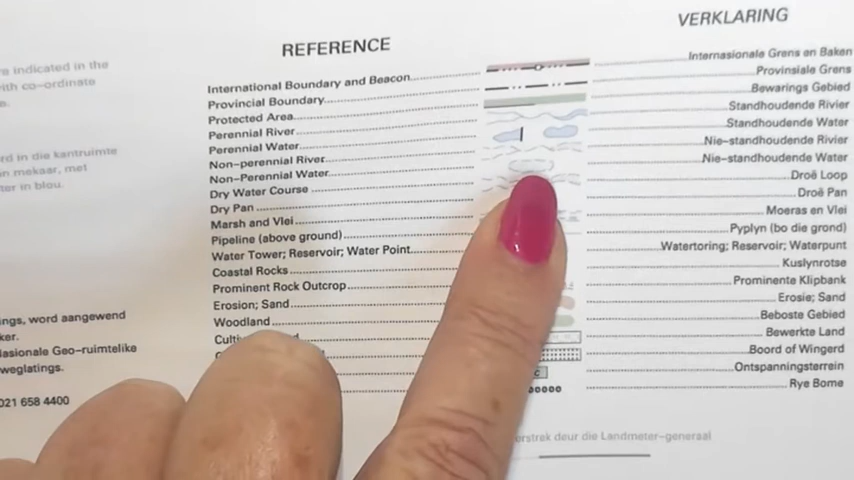 e indicated in the
ith co-ordinate
s.
rd in die kantruimte
n mekaar, met
ter in blou.
ngs, word aangewend
ker.
asionale Geo-ruimtelike
weglatings.
021 658 4400
REFERENCE
International Boundary and Beacon
Provincial Boundary
Protected Area
Perennial River
Perennial Water
Non-perennial River
Non-Perennial Water
Dry Water Course
Dry Pan
Marsh and Vlei
Pipeline (above ground)
Water Tower; Reservoir; Water Point
Coastal Rocks
Prominent Rock Outcrop
Erosion; Sand
Woodland
Culti
VERKLARING
Internasionale Grens en Baken
Provinsiale Grens
Bewarings Gebied
Standhoudende Rivier
Standhoudende Water
Nie-standhoudende Rivier
Nie-standhoudende Water
Droë Loop
Droë Pan
Moeras en Vlei
Pyplyn (bo die grond)
Watertoring; Reservoir; Waterpunt
Kuslynrotse
Prominente Klipbank
Erosie; Sand
Beboste Gebied
Bewerkte Land
Boord of Wingerd
Ontspanningsterrein
Rye Bome
erstrek deur die Landmeter-generaal